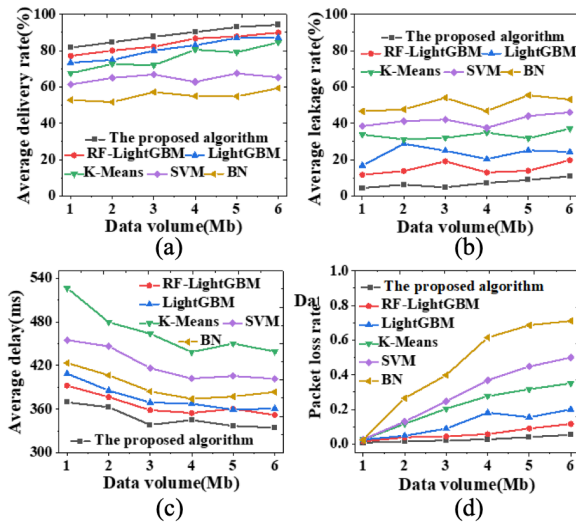 Average delivery rate(%)
100
80
60
40
20
0
The proposed algorithm
RF-LightGBM LightGBM
K-Means SVM BN
1 2 3 4 5 6
Data volume(Mb)
(a)
Average leakage rate(%)
100
80
60
40
20
0
The proposed algorithm
RF-LightGBM LightGBM
K-Means SVM BN
1 2 3 4 5 6
Data volume(Mb)
(b)
Average delay(ms)
540
480
420
360
300
RF-LightGBM
LightGBM
K-Means SVM
BN
The proposed algorithm
1 2 3 4 5 6
Data volume(Mb)
(c)
Da
Packet loss rate
1.0
0.8
0.6
0.4
0.2
0.0
The proposed algorithm
RF-LightGBM
LightGBM
K-Means
SVM
BN
1 2 3 4 5 6
Data volume(Mb)
(d)